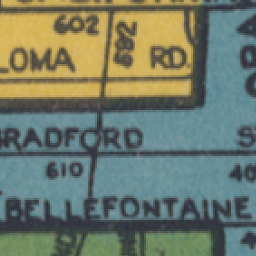 602
592
LOMA RD.
BRADFORD S
610 40
BELLEFONTAINE